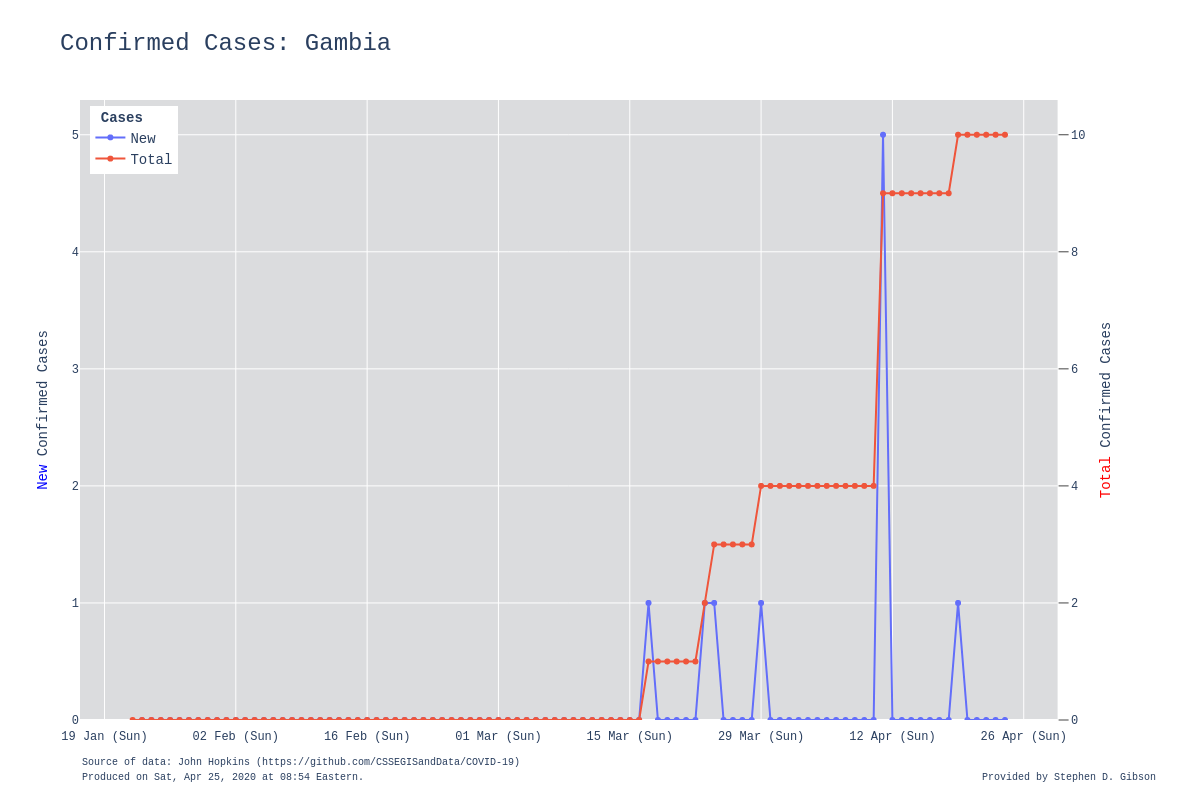 Confirmed Cases: Gambia
Cases
New
Total
5
4
3
2
1
0
New Confirmed Cases
10
8
6
4
2
0
Total Confirmed Cases
19 Jan (Sun)
02 Feb (Sun)
16 Feb (Sun)
01 Mar (Sun)
15 Mar (Sun)
29 Mar (Sun)
12 Apr (Sun)
26 Apr (Sun)
Source of data: John Hopkins (https://github.com/CSSEGISandData/COVID-19)
Produced on Sat, Apr 25, 2020 at 08:54 Eastern.
Provided by Stephen D. Gibson